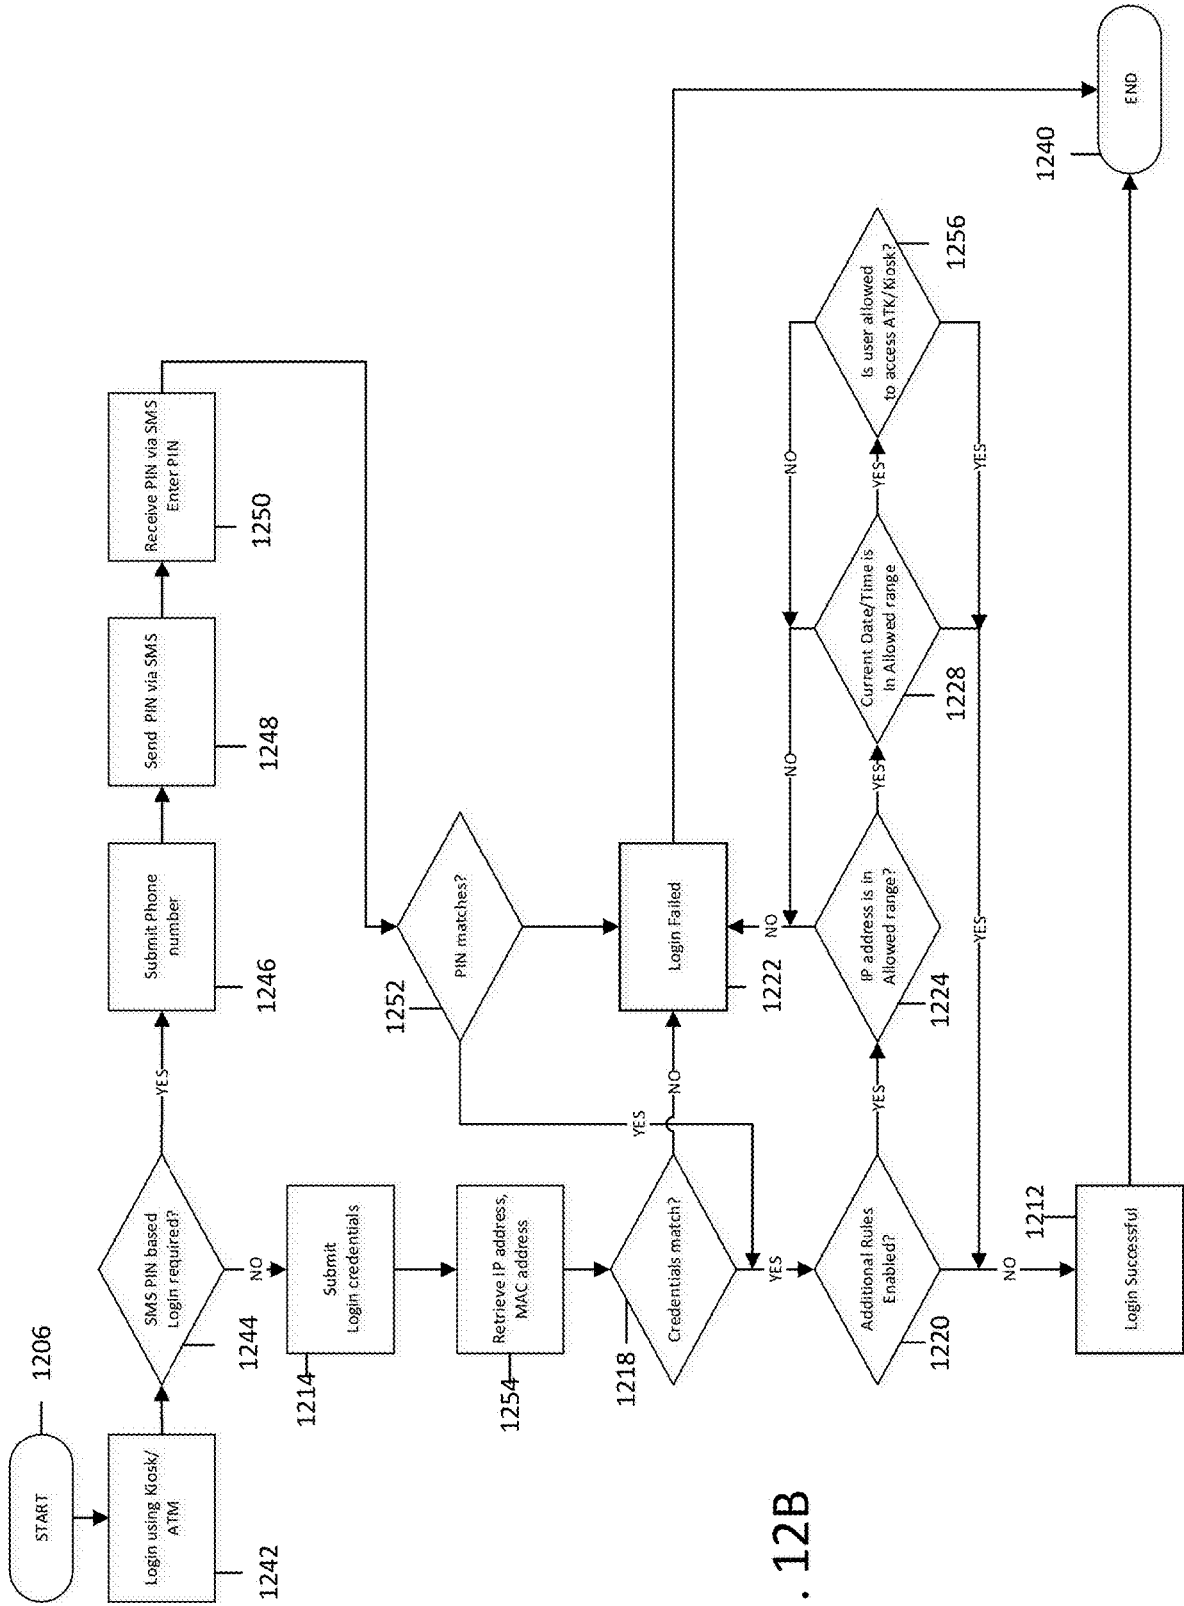 START
1206
Login using Kiosk/
ATM
1242
SMS PIN based
Login required?
1244
YES
NO
Submit Phone
number
1246
Send PIN via SMS
1248
Receive PIN via SMS
Enter PIN
1250
Submit
Login credentials
1214
Retrieve IP address,
MAC address
1254
PIN matches?
1252
YES
Credentials match?
1218
NO
YES
Login Failed
1222
NO
Additional Rules
Enabled?
1220
YES
IP address is in
Allowed range?
1224
YES
Current Date/Time is
In Allowed range
1228
YES
Is user allowed
to access ATK/Kiosk?
1256
NO
NO
YES
YES
NO
Login Successful
1212
END
1240
. 12B